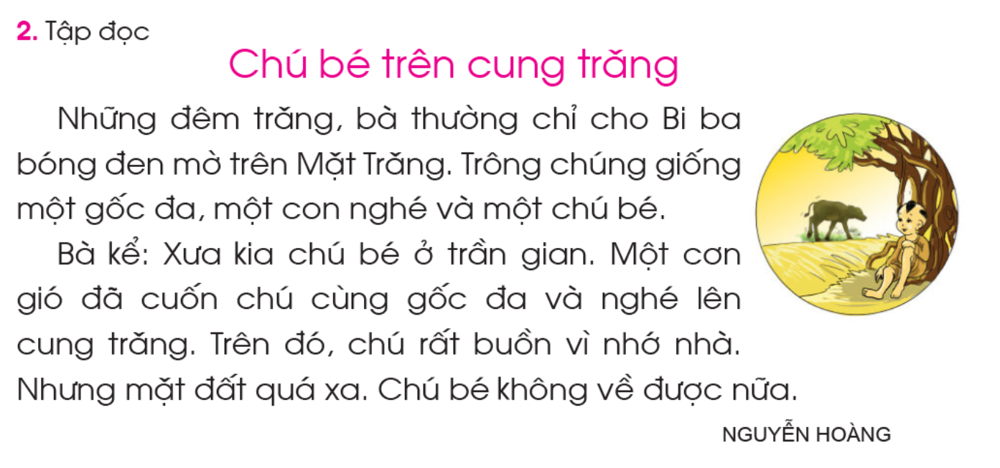 2. Tập đọc
Chú bé trên cung trăng
Những đêm trăng, bà thường chỉ cho Bi ba
bóng đen mờ trên Mặt Trăng. Trông chúng giống
một gốc đa, một con nghé và một chú bé.
Bà kể: Xưa kia chú bé ở trần gian. Một cơn
gió đã cuốn chú cùng gốc đa và nghé lên
cung trăng. Trên đó, chú rất buồn vì nhớ nhà.
Nhưng mặt đất quá xa. Chú bé không về được nữa.
NGUYỄN HOÀNG